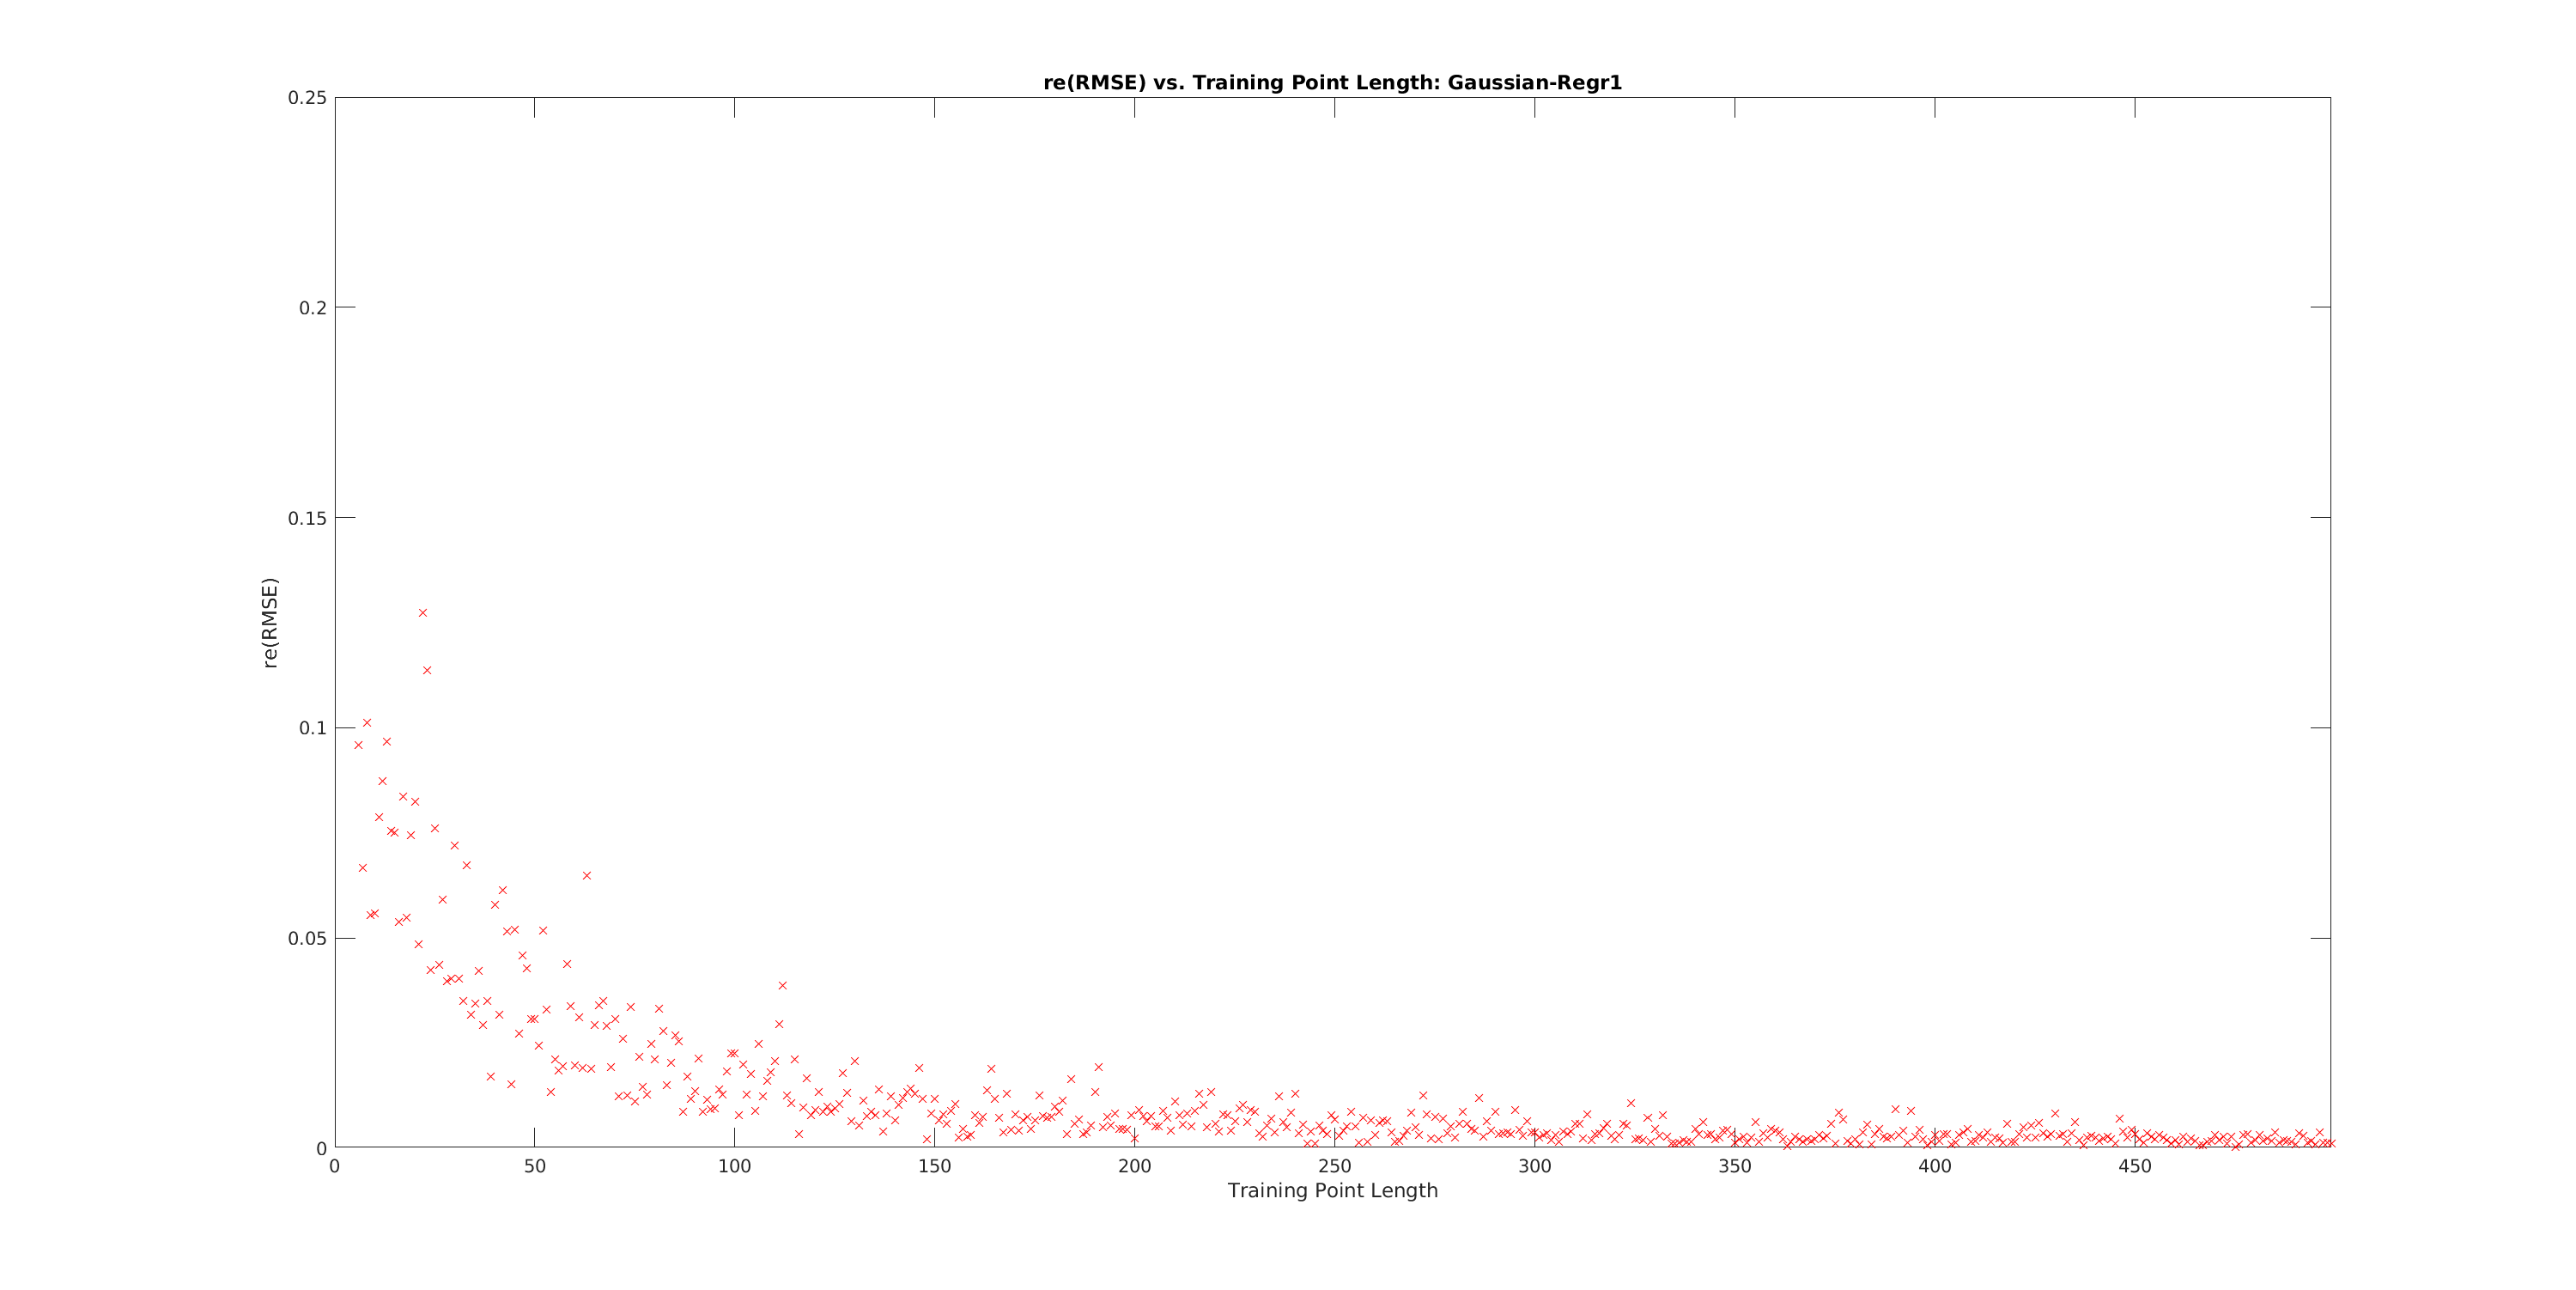 re(RMSE) vs. Training Point Length: Gaussian-Regr1
0.25
0.2
0.15
0.1
0.05
0
re(RMSE)
0 50 100 150 200 250 300 350 400 450
Training Point Length